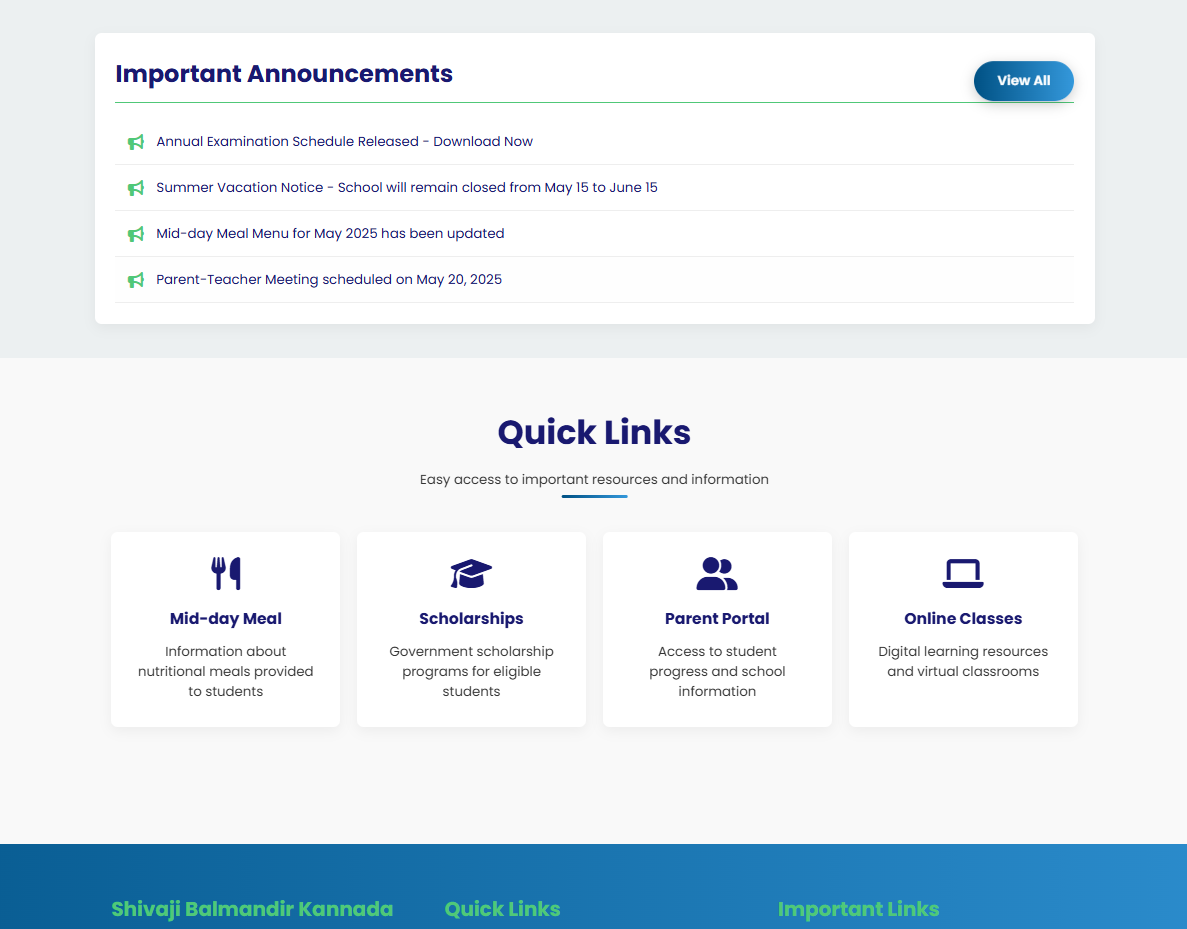 Important Announcements
View All
Annual Examination Schedule Released - Download Now
Summer Vacation Notice - School will remain closed from May 15 to June 15
Mid-day Meal Menu for May 2025 has been updated
Parent-Teacher Meeting scheduled on May 20, 2025
Quick Links
Easy access to important resources and information
Mid-day Meal
Information about
nutritional meals provided
to students
Scholarships
Government scholarship
programs for eligible
students
Parent Portal
Access to student
progress and school
information
Online Classes
Digital learning resources
and virtual classrooms
Shivaji Balmandir Kannada
Quick Links
Important Links